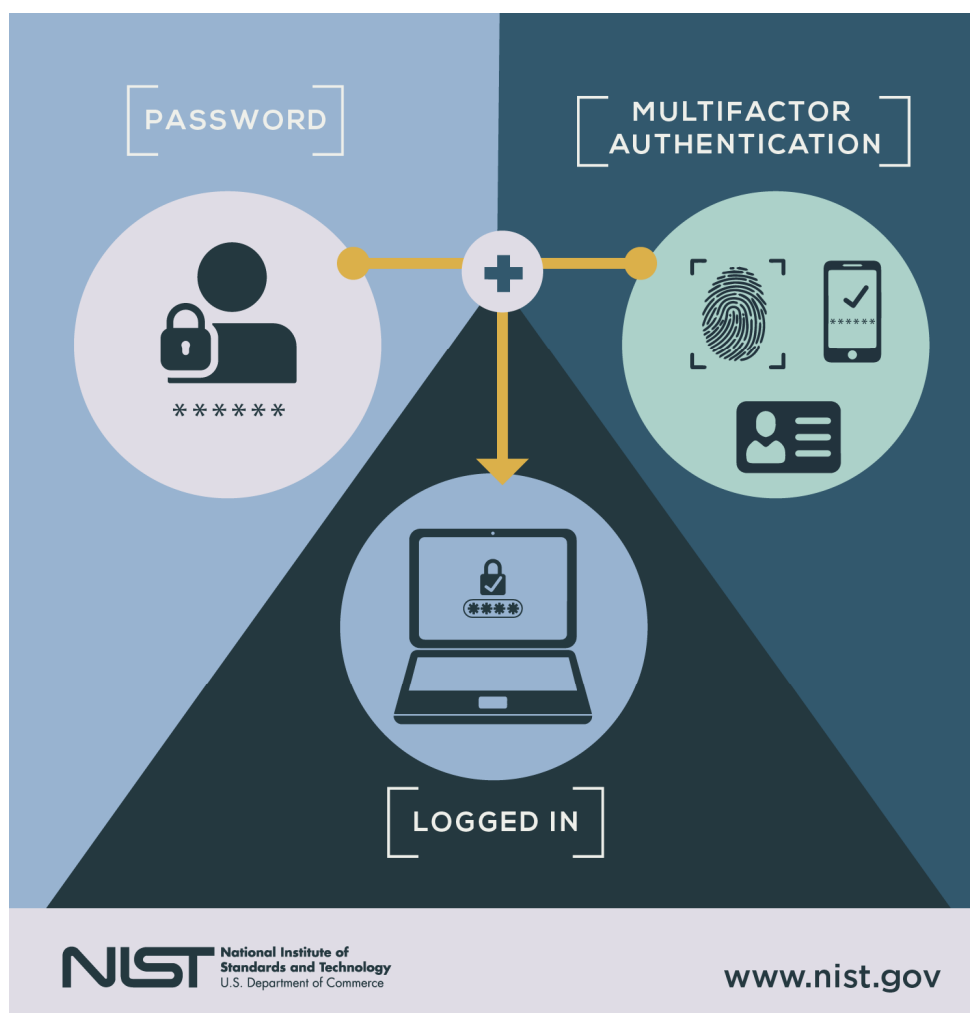 PASSWORD
MULTIFACTOR
AUTHENTICATION
******
******
****
LOGGED IN
NIST
National Institute of
Standards and Technology
U.S. Department of Commerce
www.nist.gov